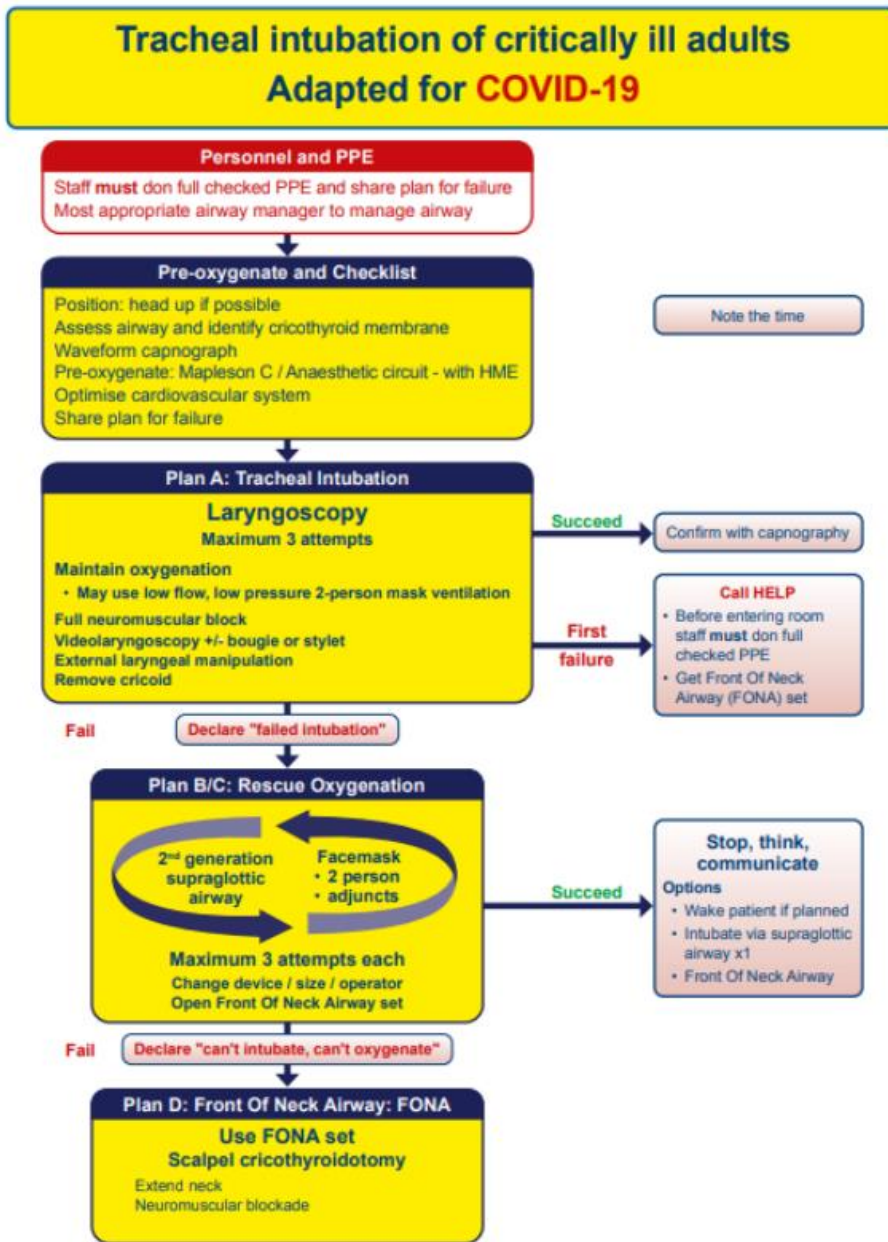 Tracheal intubation of critically ill adults
Adapted for COVID-19
Personnel and PPE
Staff must don full checked PPE and share plan for failure
Most appropriate airway manager to manage airway
Pre-oxygenate and Checklist
Position: head up if possible
Assess airway and identify cricothyroid membrane
Waveform capnograph
Pre-oxygenate: Mapleson C / Anaesthetic circuit - with HME
Optimise cardiovascular system
Share plan for failure
Note the time
Plan A: Tracheal Intubation
Laryngoscopy
Maximum 3 attempts
Maintain oxygenation
• May use low flow, low pressure 2-person mask ventilation
Full neuromuscular block
Videolaryngoscopy +/- bougie or stylet
External laryngeal manipulation
Remove cricoid
Succeed
Confirm with capnography
First
failure
Call HELP
• Before entering room
staff must don full
checked PPE
• Get Front Of Neck
Airway (FONA) set
Fail
Declare "failed intubation"
Plan B/C: Rescue Oxygenation
2nd generation
supraglottic
airway
Facemask
• 2 person
• adjuncts
Maximum 3 attempts each
Change device / size / operator
Open Front Of Neck Airway set
Succeed
Stop, think,
communicate
Options
• Wake patient if planned
• Intubate via supraglottic
airway x1
• Front Of Neck Airway
Fail
Declare "can't intubate, can't oxygenate"
Plan D: Front Of Neck Airway: FONA
Use FONA set
Scalpel cricothyroidotomy
Extend neck
Neuromuscular blockade